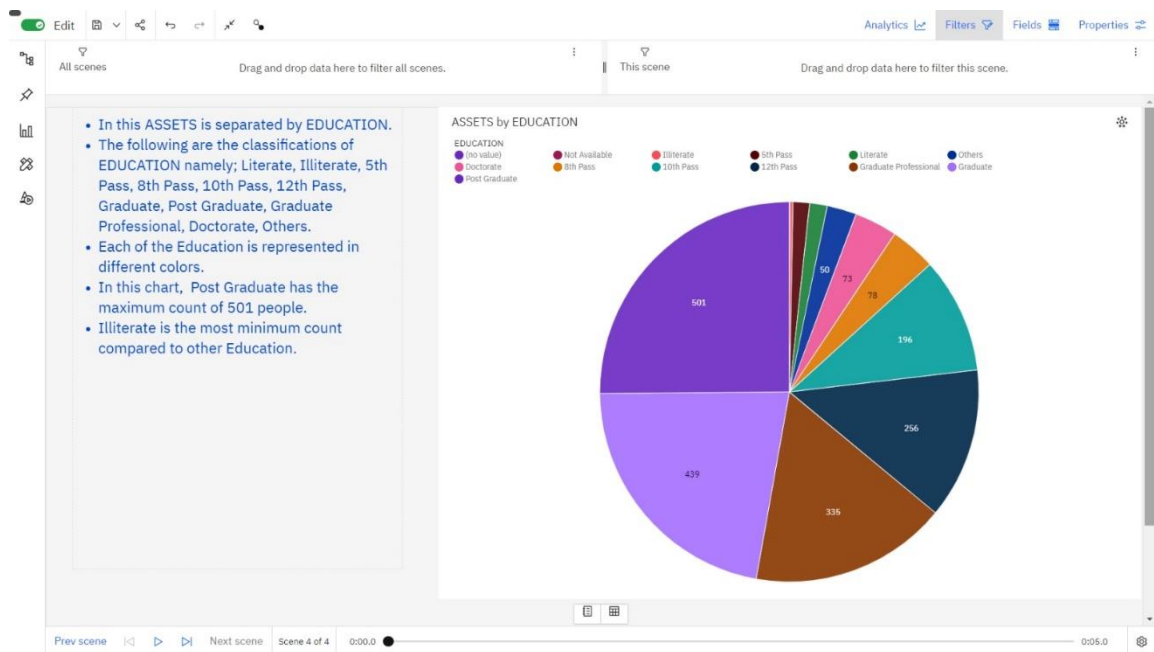 Edit
Analytics Filters Fields Properties
All scenes
Drag and drop data here to filter all scenes.
This scene
Drag and drop data here to filter this scene.
• In this ASSETS is separated by EDUCATION.
• The following are the classifications of
EDUCATION namely; Literate, Illiterate, 5th
Pass, 8th Pass, 10th Pass, 12th Pass,
Graduate, Post Graduate, Graduate
Professional, Doctorate, Others.
• Each of the Education is represented in
different colors.
• In this chart, Post Graduate has the
maximum count of 501 people.
• Illiterate is the most minimum count
compared to other Education.
ASSETS by EDUCATION
EDUCATION
(no value) Not Available Illiterate 5th Pass Literate Others
Doctorate 8th Pass 10th Pass 12th Pass Graduate Professional Graduate
Post Graduate
50
73
78
501
196
256
439
335
Prev scene Next scene Scene 4 of 4 0:00.0 0:05.0